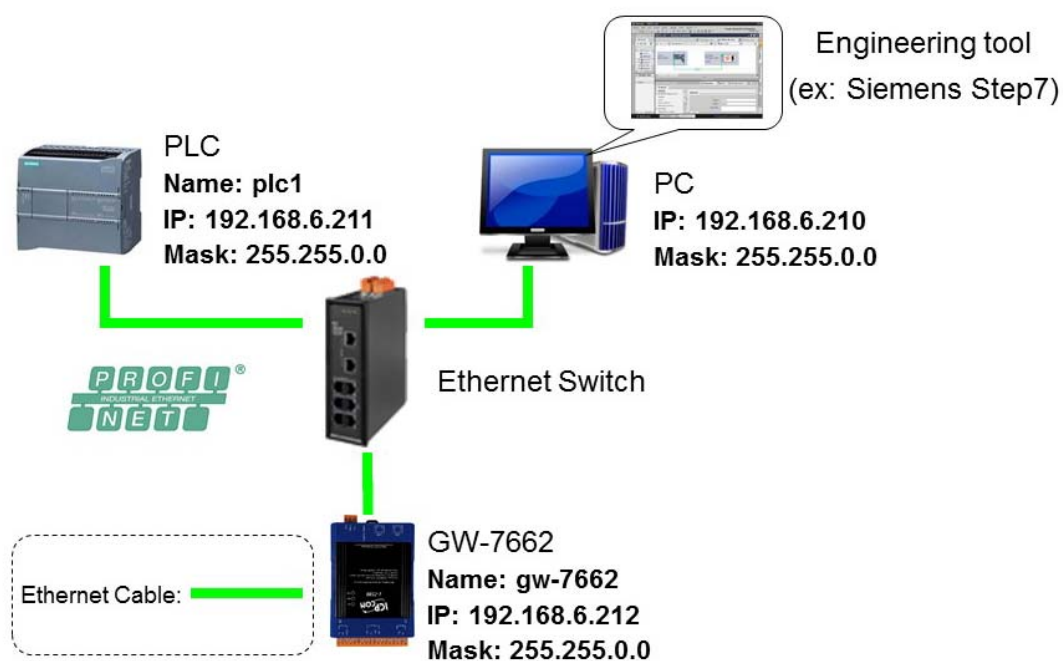 Engineering tool
(ex: Siemens Step7)
PLC
Name: plc1
IP: 192.168.6.211
Mask: 255.255.0.0
PC
IP: 192.168.6.210
Mask: 255.255.0.0
Ethernet Switch
PROFI®
INDUSTRIAL ETHERNET
NET
GW-7662
Name: gw-7662
IP: 192.168.6.212
Mask: 255.255.0.0
Ethernet Cable:
ICP CON